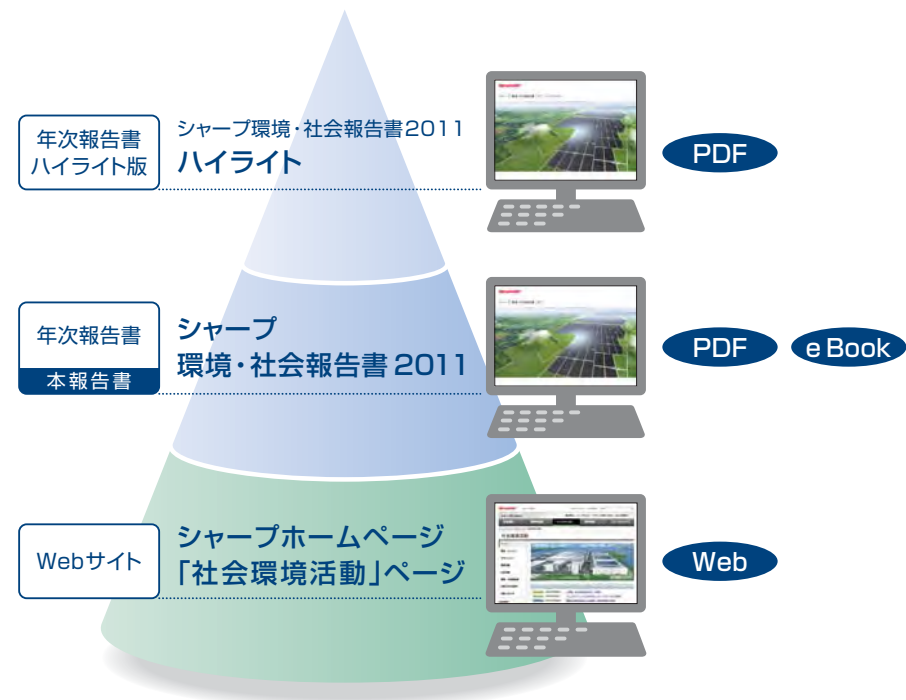 年次報告書
ハイライト版
シャープ環境・社会報告書2011
ハイライト
PDF
年次報告書
本報告書
シャープ
環境・社会報告書2011
PDF
e Book
Webサイト
シャープホームページ
「社会環境活動」ページ
Web